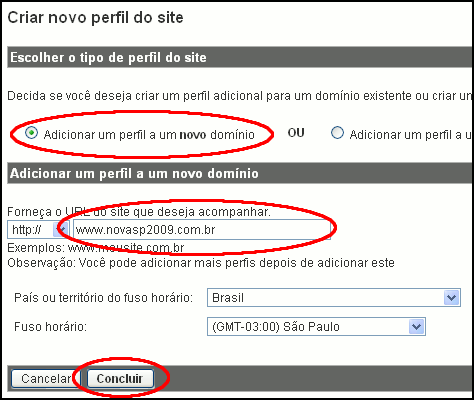 Criar novo perfil do site
Escolher o tipo de perfil do site
Decida se você deseja criar um perfil adicional para um domínio existente ou criar un
Adicionar um perfil a um novo domínio OU Adicionar um perfil a u
Adicionar um perfil a um novo domínio
Forneça o URL do site que deseja acompanhar.
http:// www.novasp2009.com.br
Exemplos: www.meusite.com.br
Observação: Você pode adicionar mais perfis depois de adicionar este
País ou território do fuso horário: Brasil
Fuso horário: (GMT-03:00) São Paulo
Cancelar Concluir